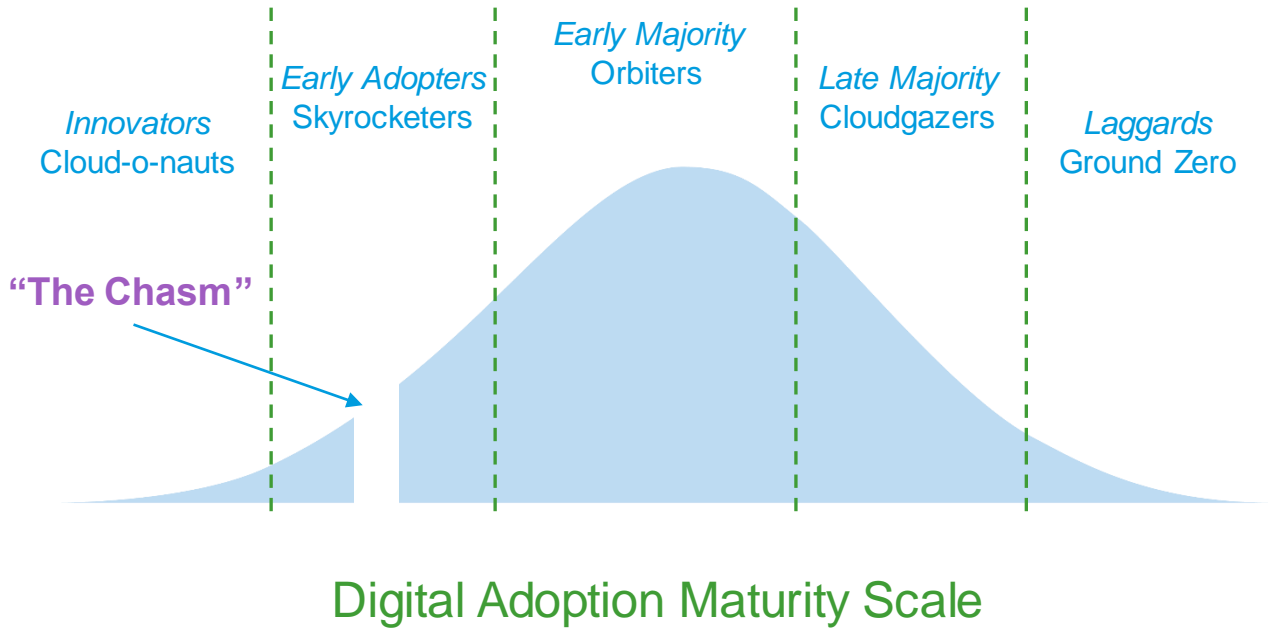 Innovators
Cloud-o-nauts
Early Adopters
Skyrocketers
Early Majority
Orbiters
Late Majority
Cloudgazers
Laggards
Ground Zero
“The Chasm”
Digital Adoption Maturity Scale